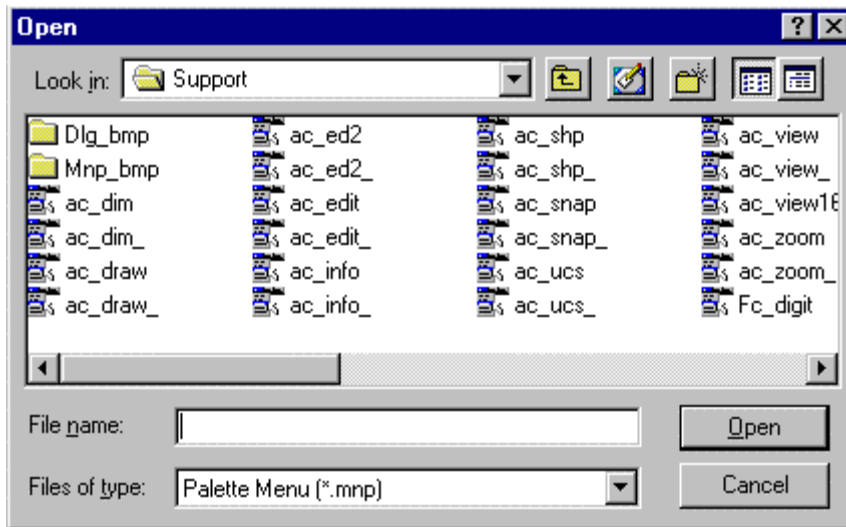 Open
Look in: Support
Dlg_bmp ac_ed2 ac_shp ac_view
Mnp_bmp ac_ed2_ ac_shp_ ac_view_
ac_dim ac_edit ac_snap ac_view16
ac_dim_ ac_edit_ ac_snap_ ac_zoom
ac_draw ac_info ac_ucs ac_zoom_
ac_draw_ ac_info_ ac_ucs_ Fc_digit
File name: Open
Files of type: Palette Menu (*.mnp) Cancel